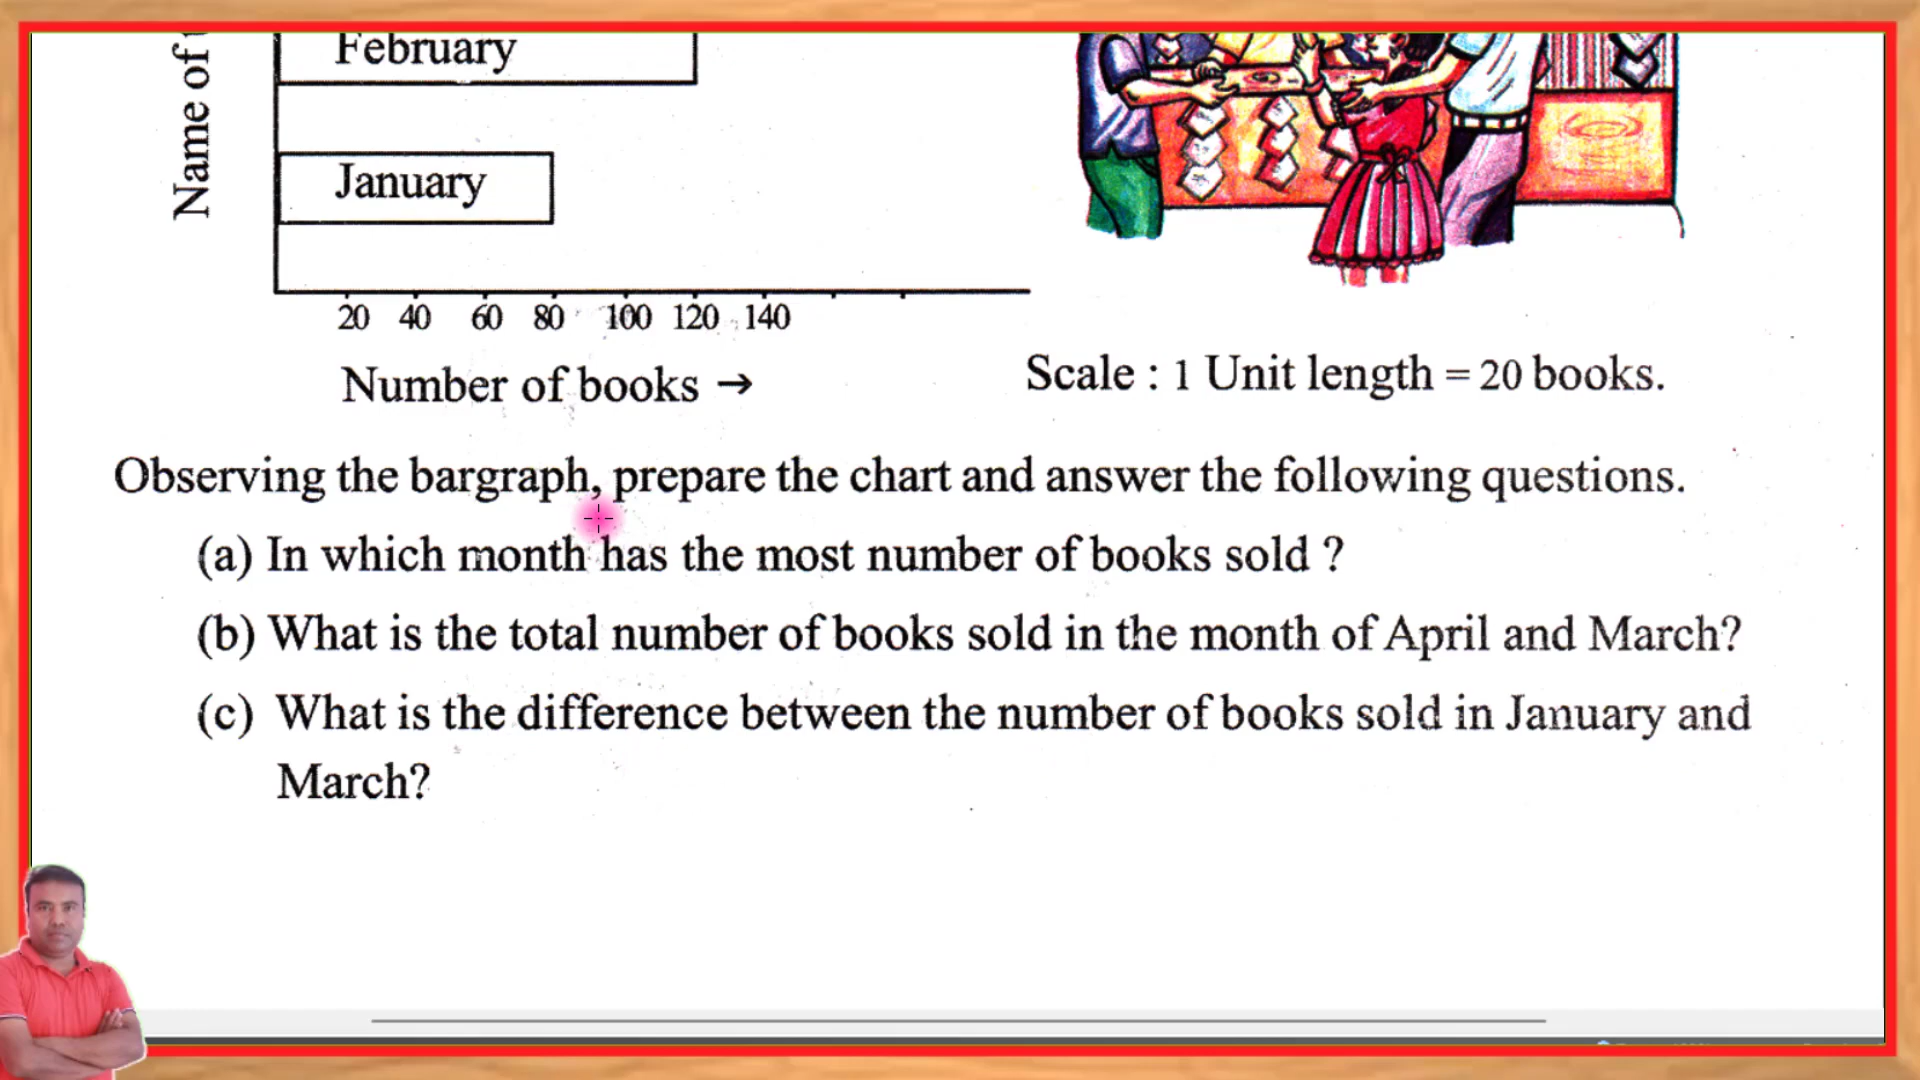 February
Name of
January
20 40 60 80 100 120 140
Number of books →
Scale : 1 Unit length = 20 books.
Observing the bargraph, prepare the chart and answer the following questions.
(a) In which month has the most number of books sold ?
(b) What is the total number of books sold in the month of April and March?
(c) What is the difference between the number of books sold in January and
March?